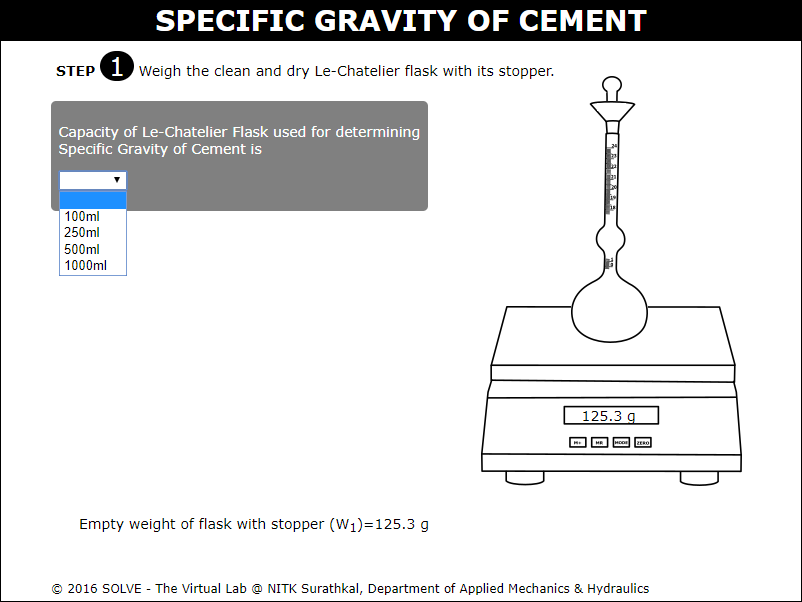 SPECIFIC GRAVITY OF CEMENT
STEP 1 Weigh the clean and dry Le-Chatelier flask with its stopper.
Capacity of Le-Chatelier Flask used for determining
Specific Gravity of Cement is
100ml
250ml
500ml
1000ml
24
23
22
21
20
19
18
1
0
125.3 g
M+ MR MODE ZERO
Empty weight of flask with stopper (W1)=125.3 g
© 2016 SOLVE - The Virtual Lab @ NITK Surathkal, Department of Applied Mechanics & Hydraulics